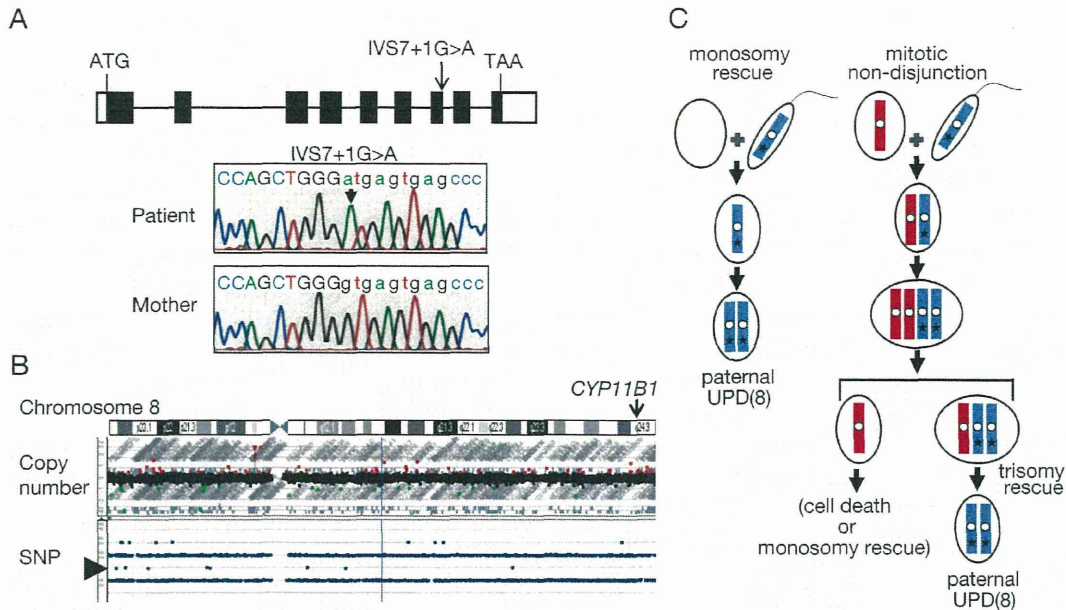 A
IVS7+1G>A
ATG
TAA
IVS7+1G>A
CCAGCTGGGatgagtgagccc
Patient
CCAGCTGGGgtgagtgagccc
Mother
B
CYP11B1
Chromosome 8
Copy
number
SNP
C
monosomy
rescue
mitotic
non-disjunction
paternal
UPD(8)
trisomy
rescue
(cell death
or
monosomy rescue)
paternal
UPD(8)